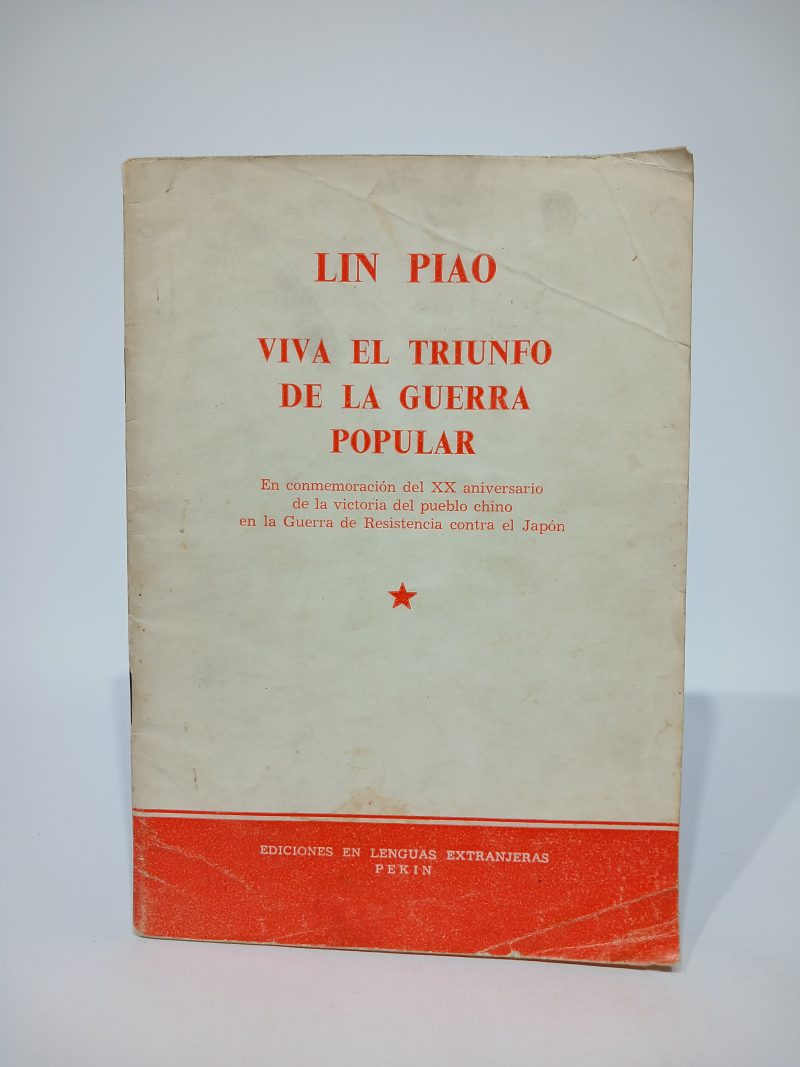 LIN PIAO
VIVA EL TRIUNFO
DE LA GUERRA
POPULAR
En conmemoración del XX aniversario
de la victoria del pueblo chino
en la Guerra de Resistencia contra el Japón
EDICIONES EN LENGUAS EXTRANJERAS
PEKIN